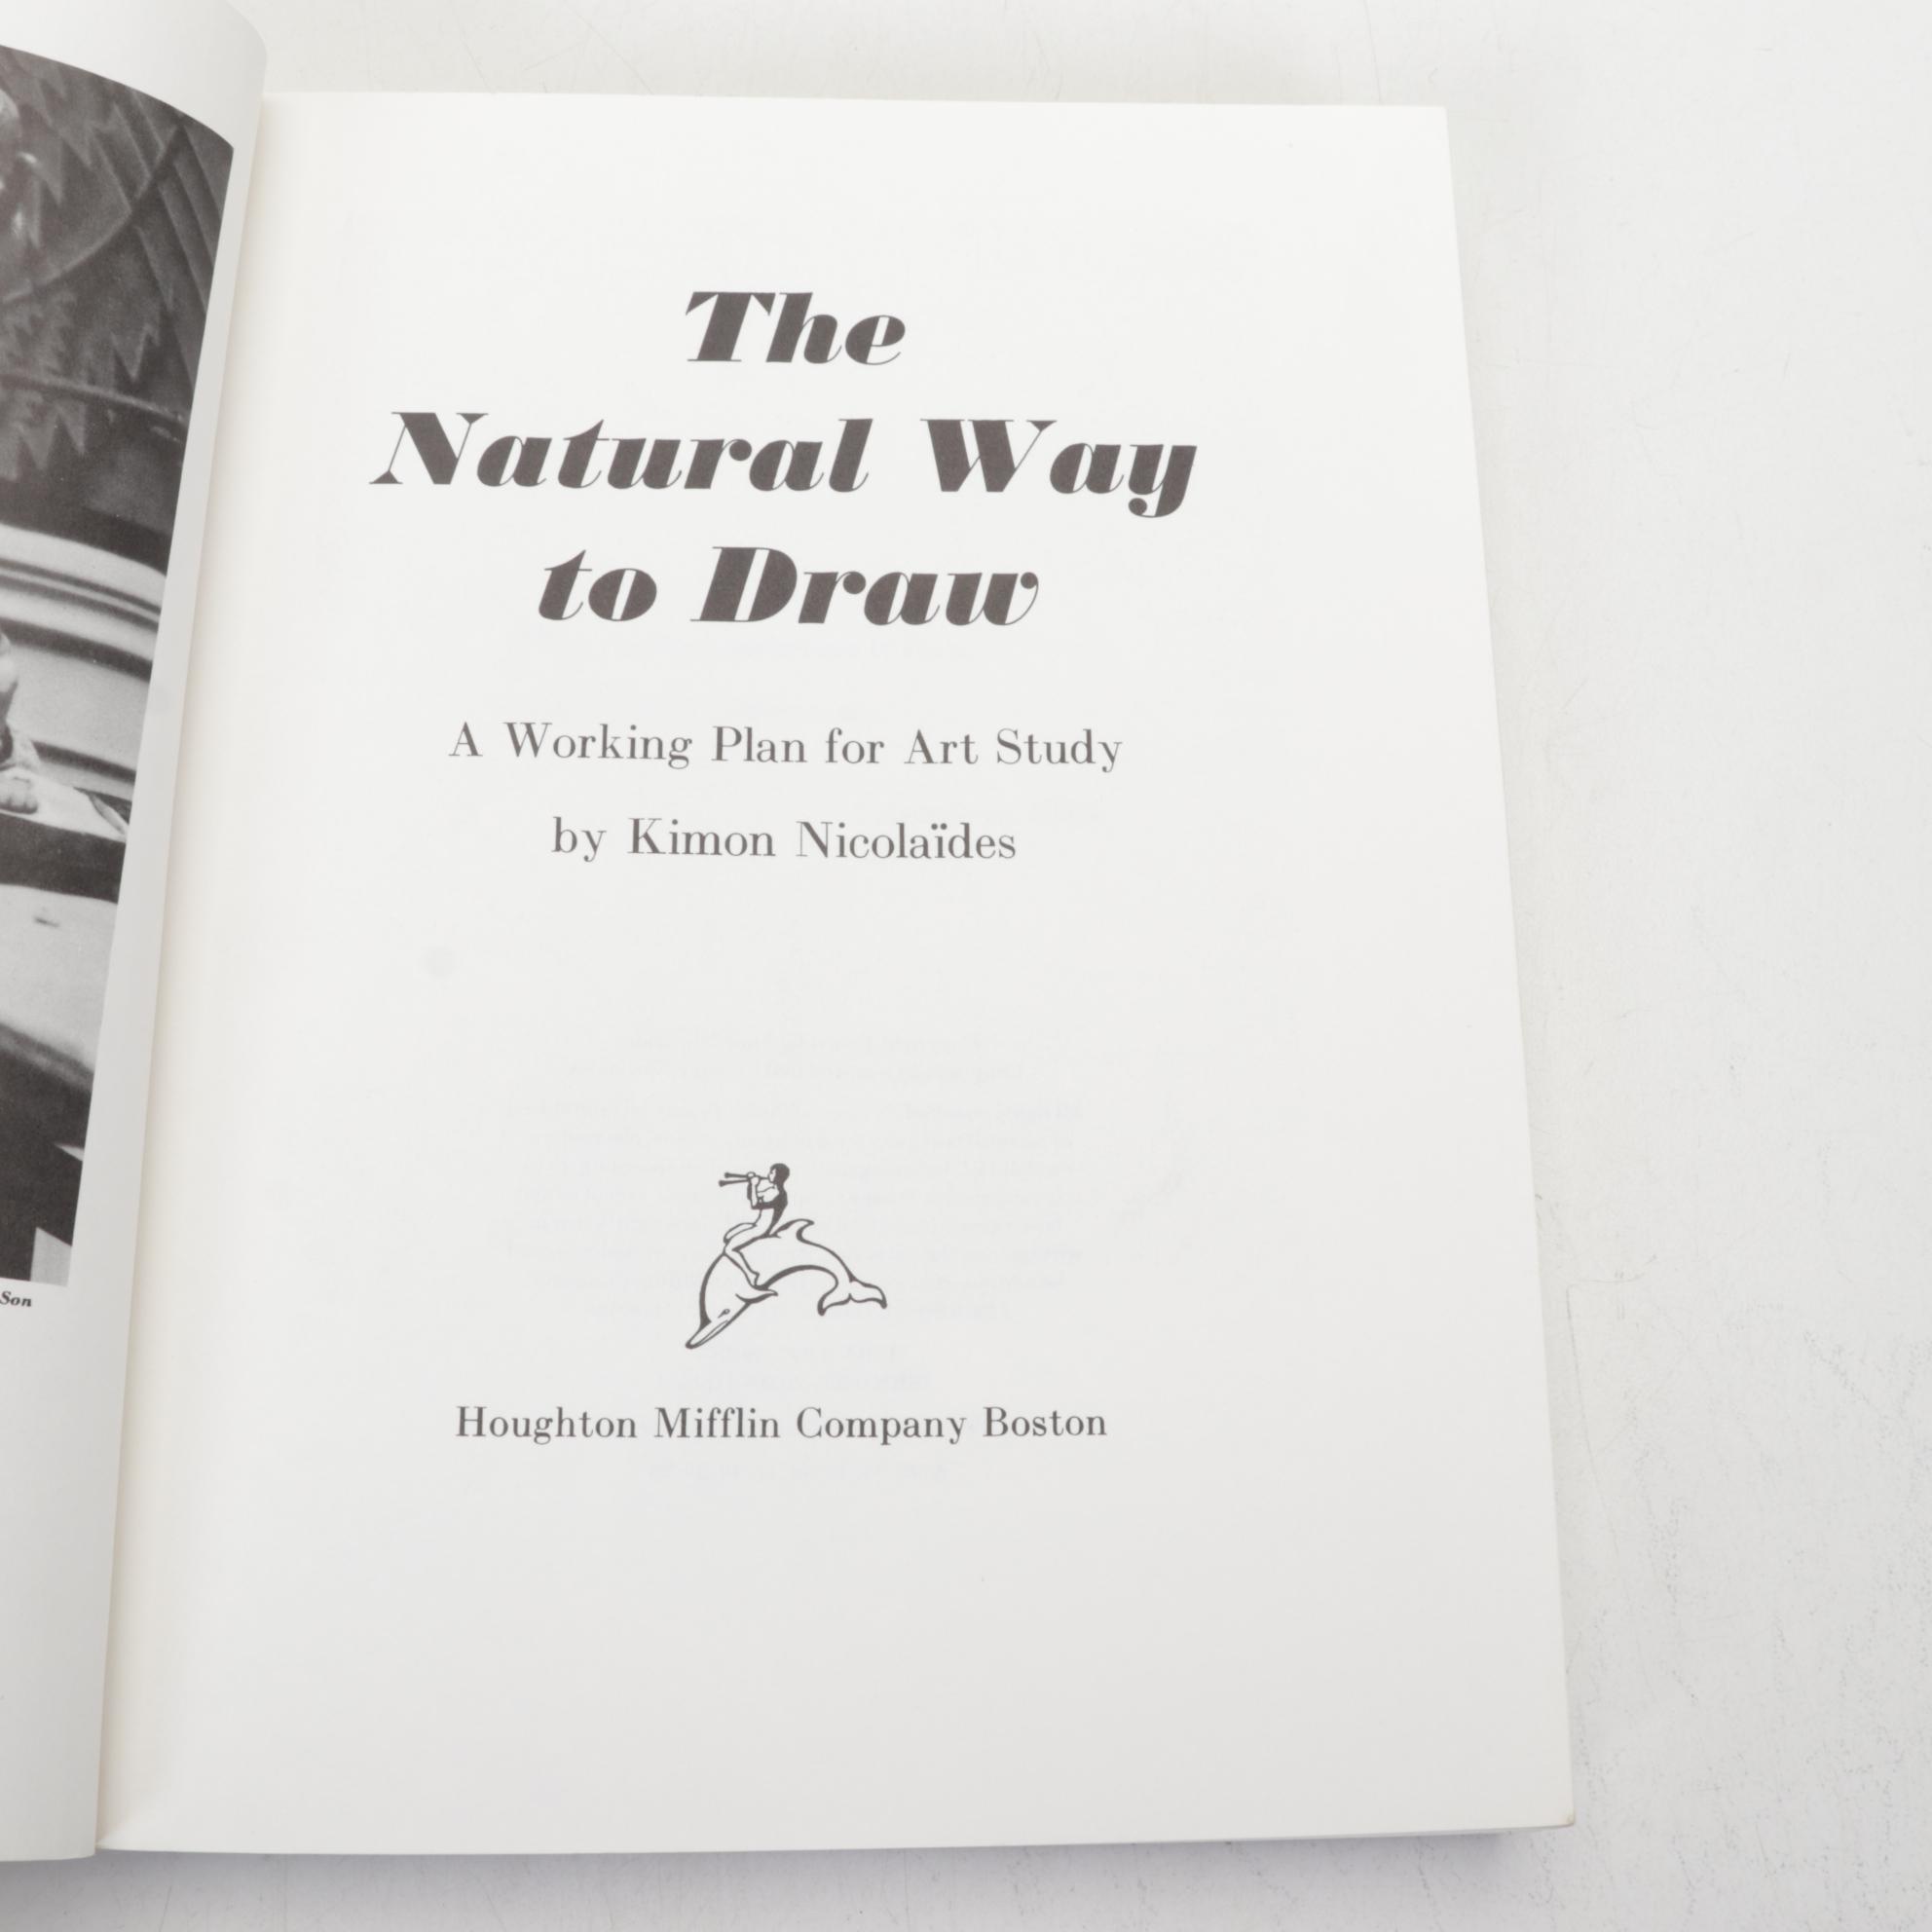 Son
The
Natural Way
to Draw
A Working Plan for Art Study
by Kimon Nicolaïdes
Houghton Mifflin Company Boston